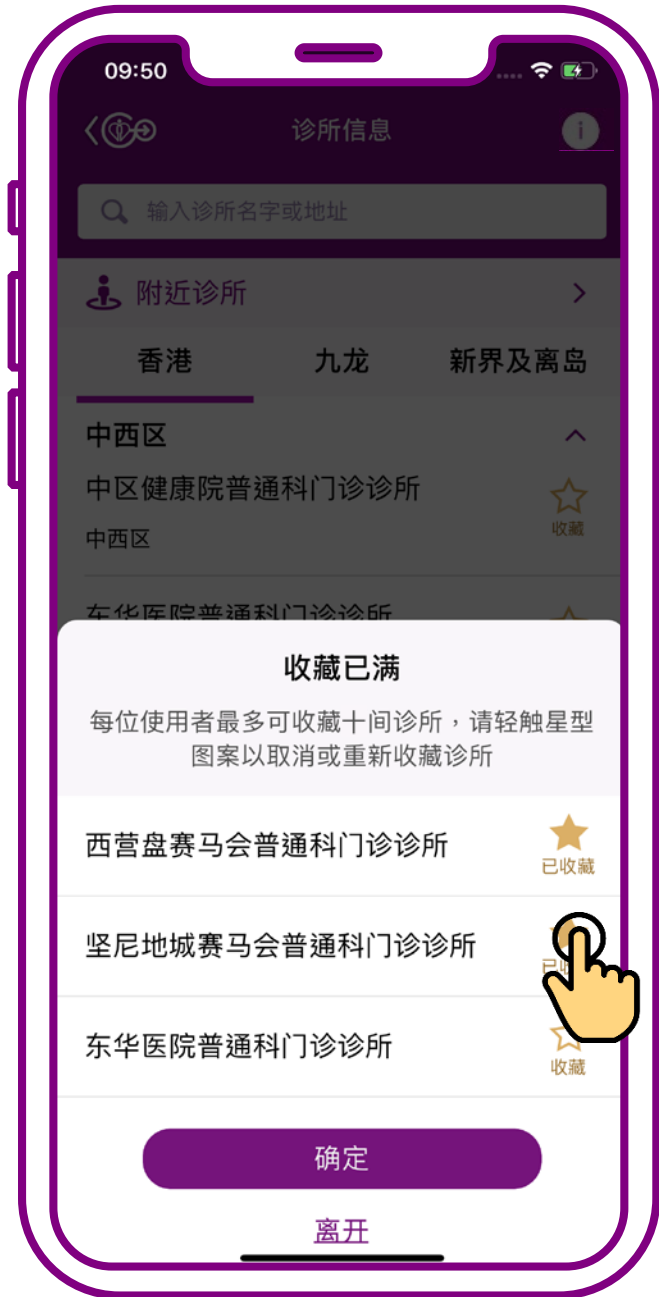 09:50
诊所信息
i
输入诊所名字或地址
附近诊所
香港 九龙 新界及离岛
中西区
中区健康院普通科门诊诊所
收藏
中西区
东华医院普通科门诊诊所
收藏已满
每位使用者最多可收藏十间诊所，请轻触星型
图案以取消或重新收藏诊所
西营盘赛马会普通科门诊诊所
已收藏
坚尼地城赛马会普通科门诊诊所
东华医院普通科门诊诊所
收藏
确定
离开